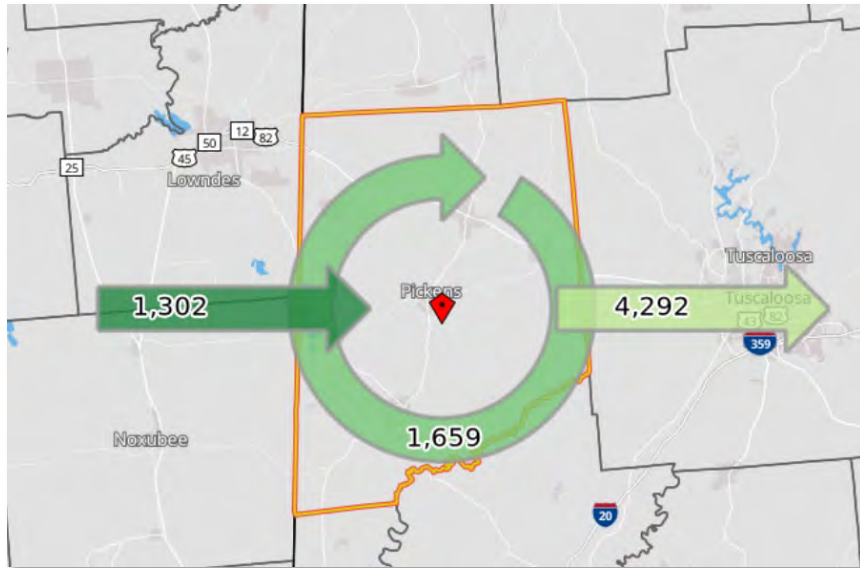 12
50
82
45
25
Lowndes
Tuscaloosa
Pickens
1,302
4,292
Tuscaloosa
43
82
359
1,659
Noxubee
20